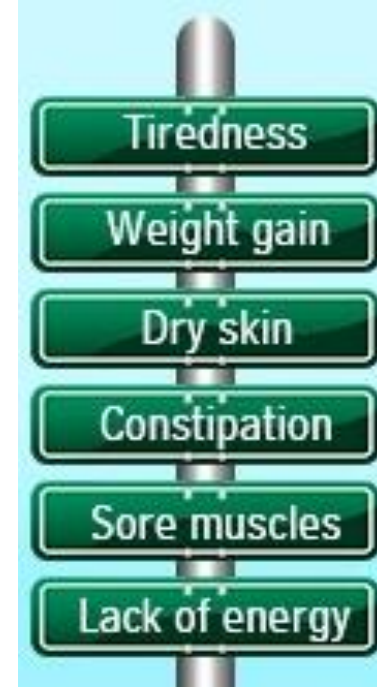 Tiredness
Weight gain
Dry skin
Constipation
Sore muscles
Lack of energy